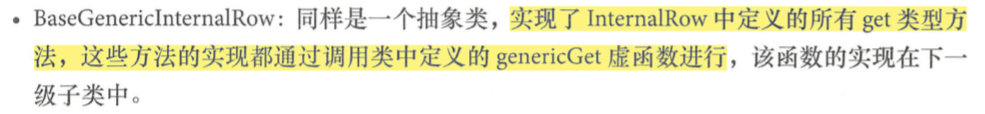 • BaseGenericInternalRow：同样是一个抽象类，实现了 InternalRow 中定义的所有 get 类型方
法，这些方法的实现都通过调用类中定义的 genericGet 虚函数进行，该函数的实现在下一
级子类中。